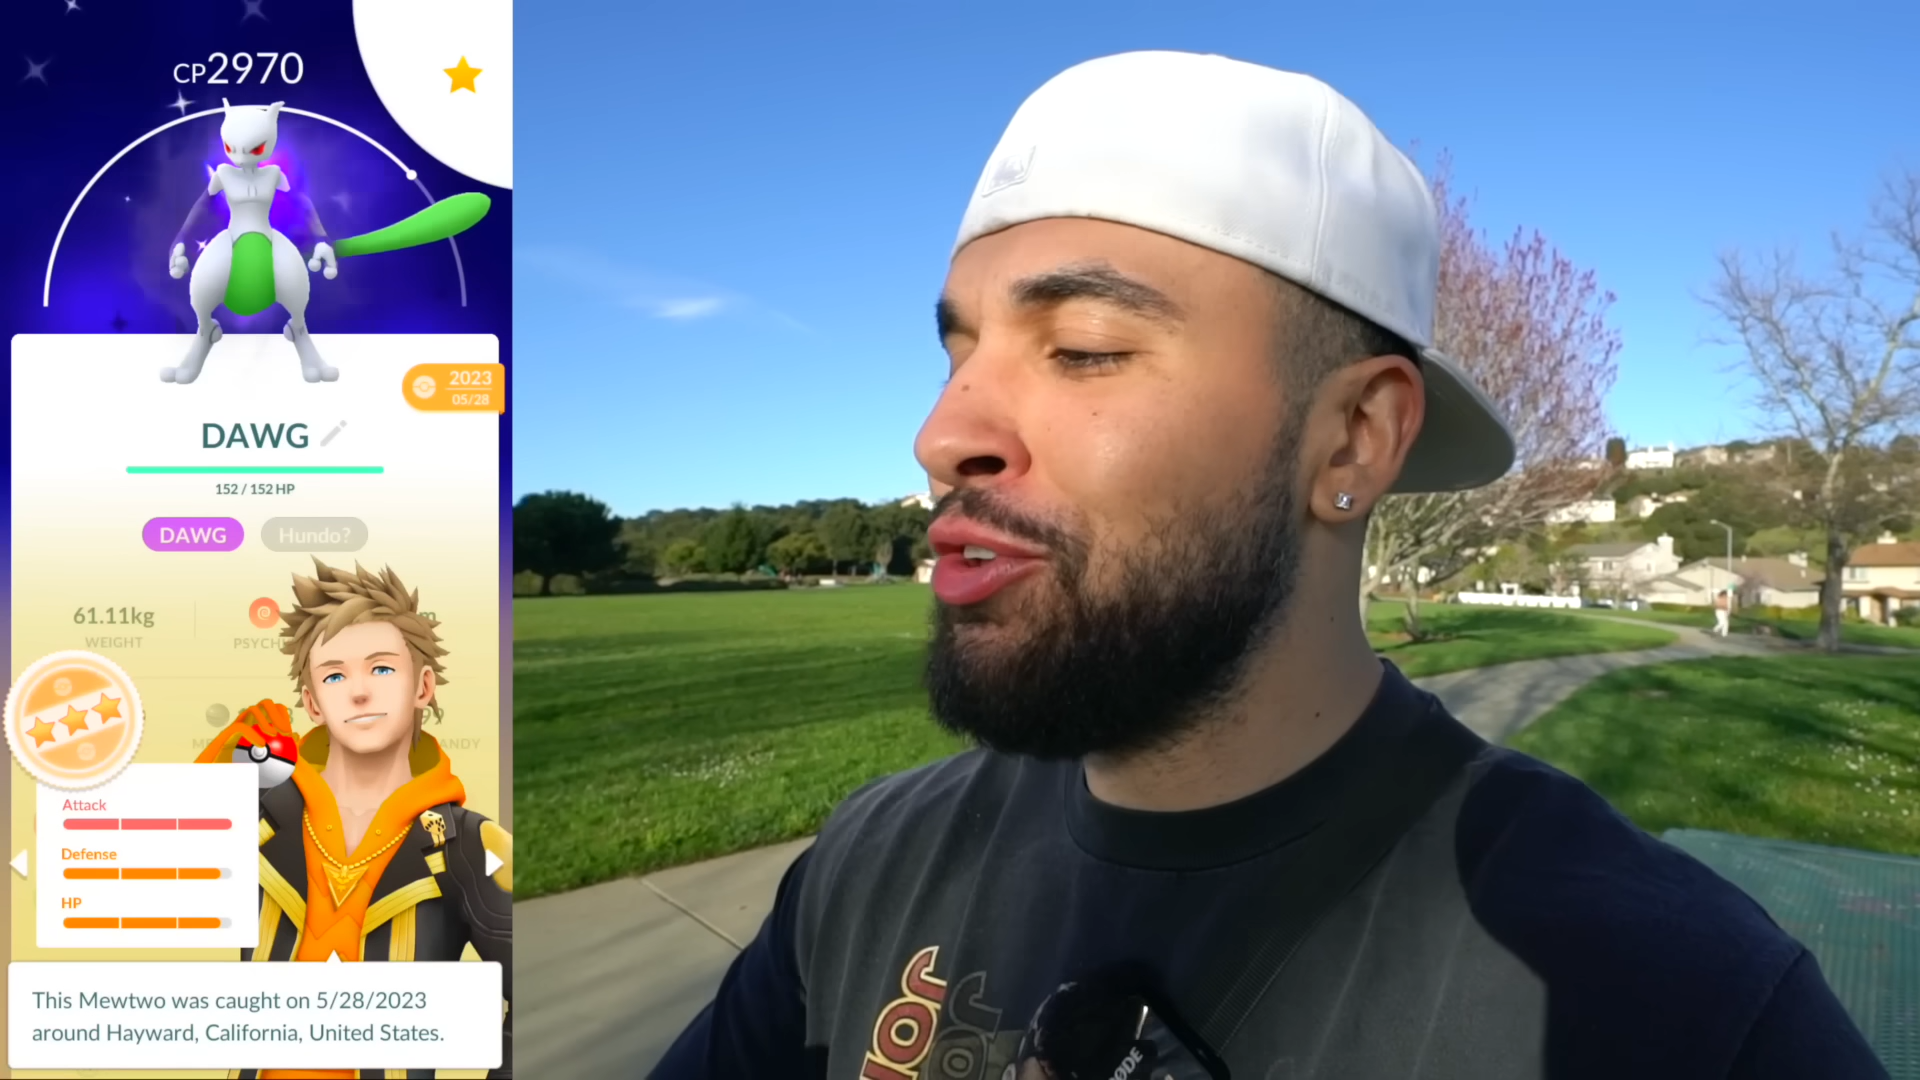 CP2970
2023
05/28
DAWG
152 / 152 HP
DAWG
Hundo?
61.11kg
WEIGHT
Attack
Defense
HP
This Mewtwo was caught on 5/28/2023
around Hayward, California, United States.